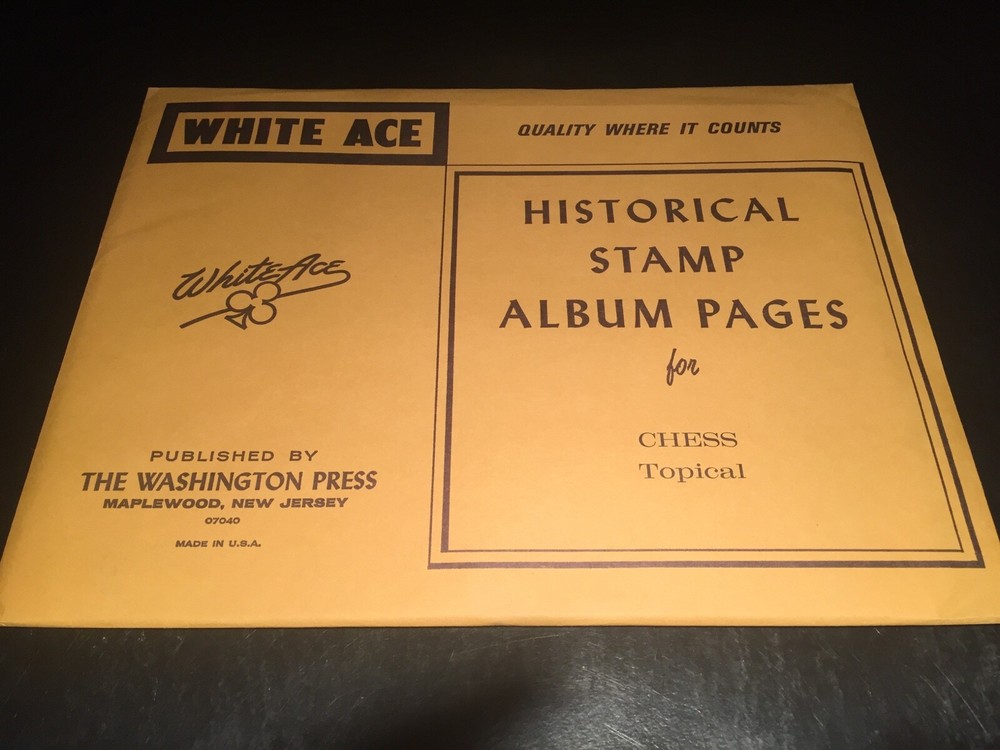 WHITE ACE
QUALITY WHERE IT COUNTS
White Ace
PUBLISHED BY
THE WASHINGTON PRESS
MAPLEWOOD, NEW JERSEY
07040
MADE IN U.S.A.
HISTORICAL
STAMP
ALBUM PAGES
for
CHESS
Topical